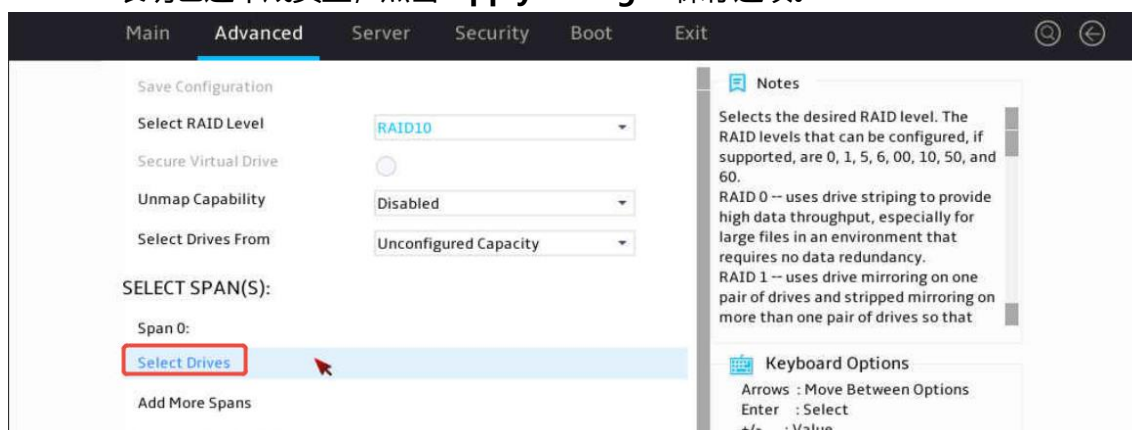 Main Advanced Server Security Boot Exit
Save Configuration
Select RAID Level RAID10
Secure Virtual Drive
Unmap Capability Disabled
Select Drives From Unconfigured Capacity
SELECT SPAN(S):
Span 0:
Select Drives
Add More Spans
Notes
Selects the desired RAID level. The
RAID levels that can be configured, if
supported, are 0, 1, 5, 6, 00, 10, 50, and
60.
RAID 0 -- uses drive striping to provide
high data throughput, especially for
large files in an environment that
requires no data redundancy.
RAID 1 -- uses drive mirroring on one
pair of drives and stripped mirroring on
more than one pair of drives so that
Keyboard Options
Arrows : Move Between Options
Enter : Select
+/- : Value